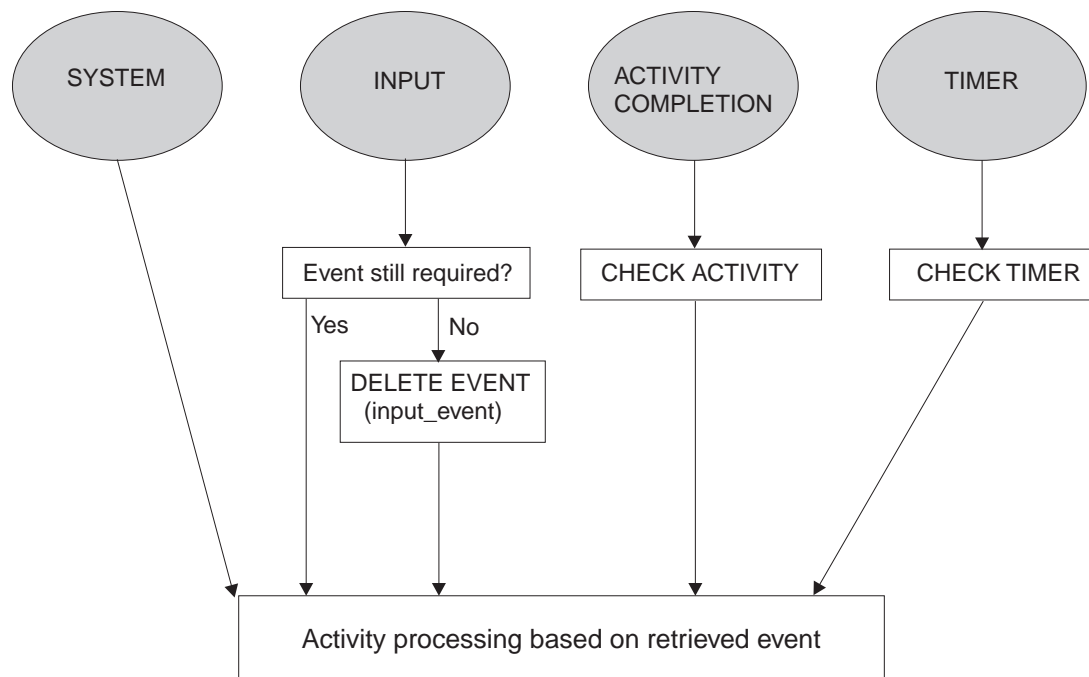 SYSTEM
INPUT
ACTIVITY
COMPLETION
TIMER
Event still required?
CHECK ACTIVITY
CHECK TIMER
Yes
No
DELETE EVENT
(input_event)
Activity processing based on retrieved event